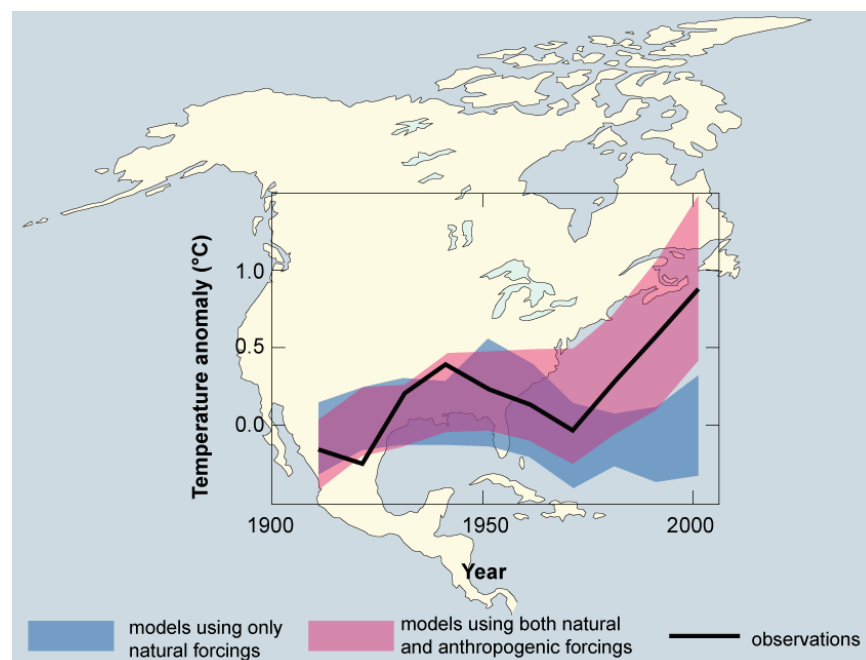 Temperature anomaly (°C)
1.0
0.5
0.0
1900 1950 2000
Year
models using only
natural forcings
models using both natural
and anthropogenic forcings
observations